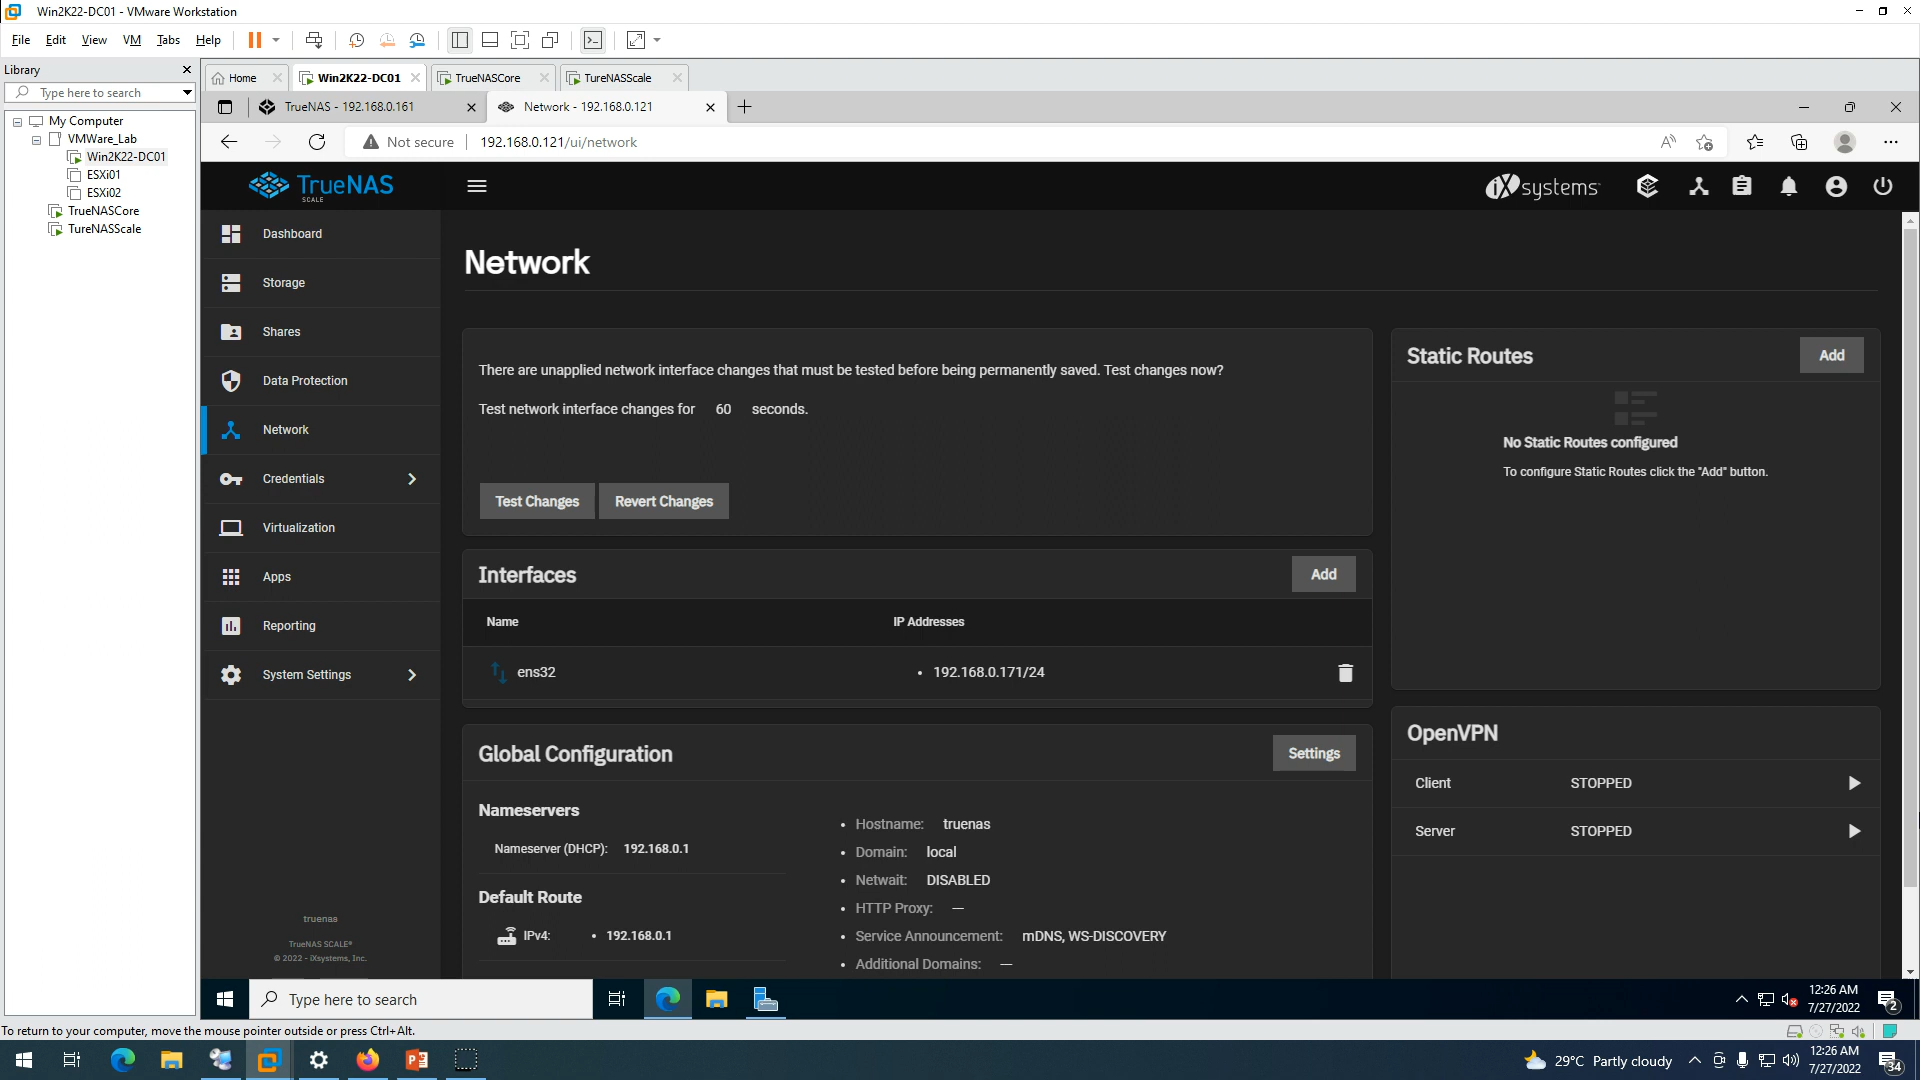 Win2K22-DC01 - VMware Workstation
File Edit View VM Tabs Help
Library
Type here to search
My Computer
VMWare_Lab
Win2K22-DC01
ESXi01
ESXi02
TrueNASCore
TureNASScale
Home Win2K22-DC01 TrueNASCore TureNASScale
TrueNAS - 192.168.0.161 Network - 192.168.0.121
Not secure 192.168.0.121/ui/network
TrueNAS
SCALE
iXsystems
Dashboard
Storage
Shares
Data Protection
Network
Credentials
Virtualization
Apps
Reporting
System Settings
truenas
TrueNAS SCALE®
© 2022 - iXsystems, Inc.
Network
There are unapplied network interface changes that must be tested before being permanently saved. Test changes now?
Test network interface changes for 60 seconds.
Test Changes Revert Changes
Interfaces Add
Name IP Addresses
ens32 • 192.168.0.171/24
Global Configuration Settings
Nameservers
Nameserver (DHCP): 192.168.0.1
Default Route
IPv4: • 192.168.0.1
• Hostname: truenas
• Domain: local
• Netwait: DISABLED
• HTTP Proxy: —
• Service Announcement: mDNS, WS-DISCOVERY
• Additional Domains: —
Static Routes Add
No Static Routes configured
To configure Static Routes click the "Add" button.
OpenVPN
Client STOPPED
Server STOPPED
Type here to search
12:26 AM
7/27/2022
2
To return to your computer, move the mouse pointer outside or press Ctrl+Alt.
29°C Partly cloudy
12:26 AM
7/27/2022
34